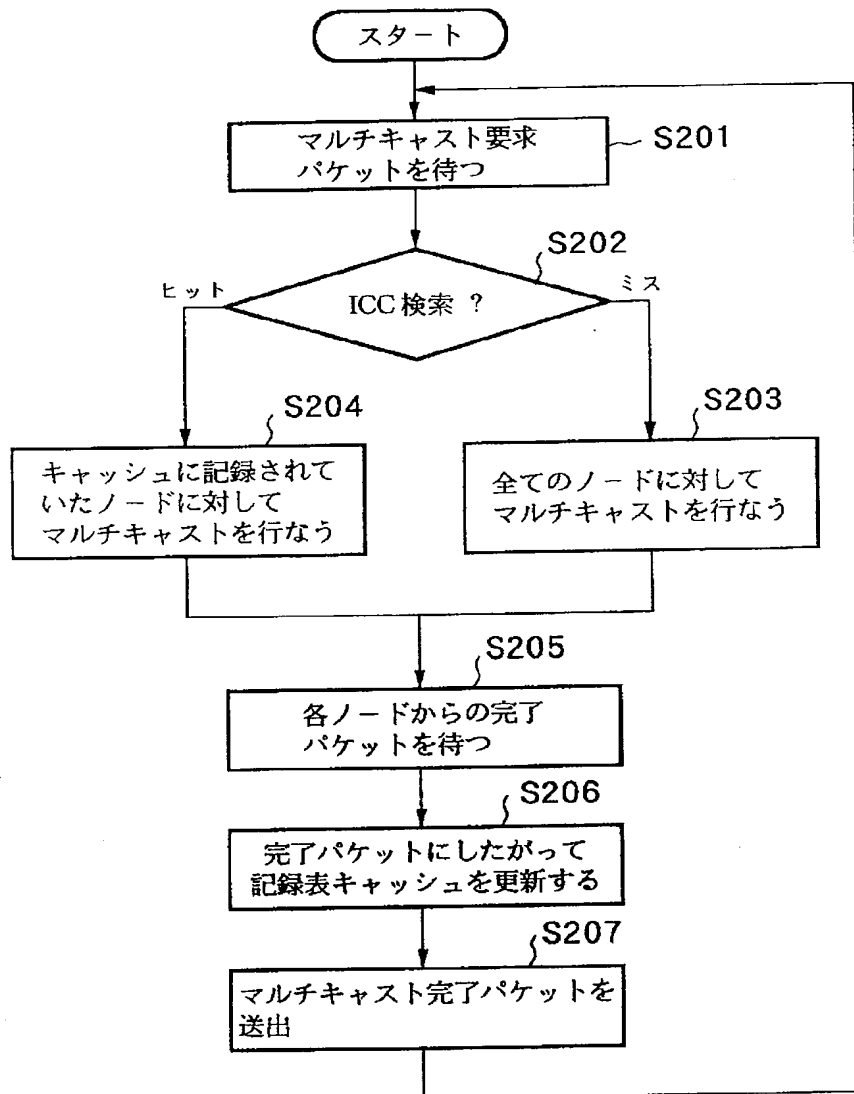 スタート
マルチキャスト要求
パケットを待つ
S201
S202
ヒット
ICC検索 ?
ミス
S204
キャッシュに記録されて
いたノードに対して
マルチキャストを行なう
S203
全てのノードに対して
マルチキャストを行なう
S205
各ノードからの完了
パケットを待つ
S206
完了パケットにしたがって
記録表キャッシュを更新する
S207
マルチキャスト完了パケットを
送出